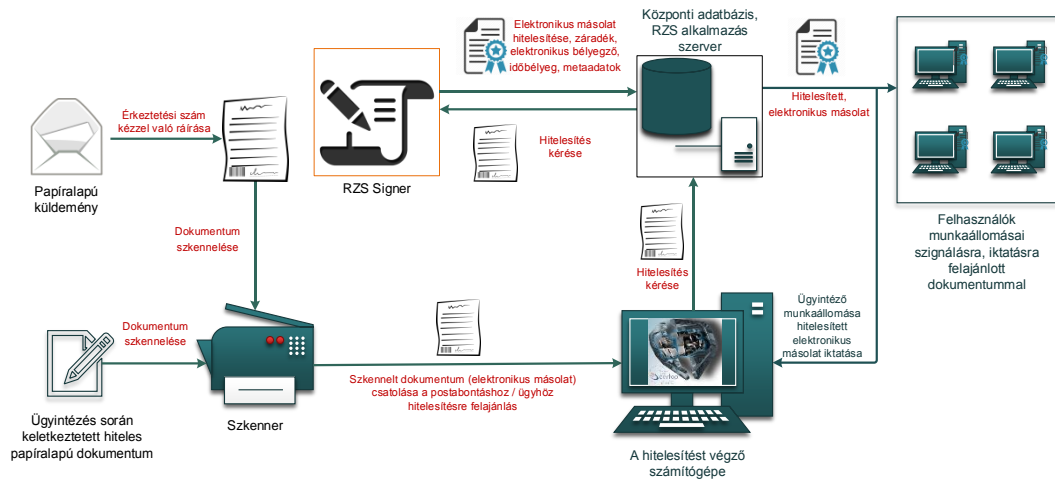 Elektronikus másolat
hitelesítése, záradék,
elektronikus bélyegző,
időbélyeg, metaadatok
Központi adatbázis,
RZS alkalmazás
szerver
Érkeztetési szám
kézzel való ráírása
Papíralapú
küldemény
RZS Signer
Hitelesítés
kérése
Hitelesített,
elektronikus másolat
Felhasználók
munkaállomásai
szignálásra, iktatásra
felajánlott
dokumentummal
Dokumentum
szkennelése
Hitelesítés
kérése
Ügyintéző
munkaállomása
hitelesített
elektronikus
másolat iktatása
Dokumentum
szkennelése
Szkennelt dokumentum (elektronikus másolat)
csatolása a postabontáshoz / ügyhöz
hitelesítésre felajánlás
Ügyintézés során
keletkeztetett hiteles
papíralapú dokumentum
Szkenner
A hitelesítést végző
számítógépe